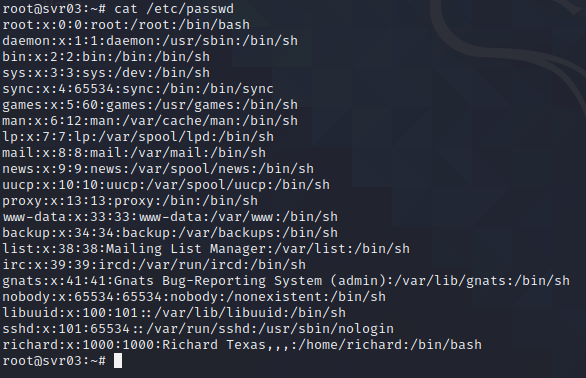 root@svr03:~# cat /etc/passwd
root:x:0:0:root:/root:/bin/bash
daemon:x:1:1:daemon:/usr/sbin:/bin/sh
bin:x:2:2:bin:/bin:/bin/sh
sys:x:3:3:sys:/dev:/bin/sh
sync:x:4:65534:sync:/bin:/bin/sync
games:x:5:60:games:/usr/games:/bin/sh
man:x:6:12:man:/var/cache/man:/bin/sh
lp:x:7:7:lp:/var/spool/lpd:/bin/sh
mail:x:8:8:mail:/var/mail:/bin/sh
news:x:9:9:news:/var/spool/news:/bin/sh
uucp:x:10:10:uucp:/var/spool/uucp:/bin/sh
proxy:x:13:13:proxy:/bin:/bin/sh
www-data:x:33:33:www-data:/var/www:/bin/sh
backup:x:34:34:backup:/var/backups:/bin/sh
list:x:38:38:Mailing List Manager:/var/list:/bin/sh
irc:x:39:39:ircd:/var/run/ircd:/bin/sh
gnats:x:41:41:Gnats Bug-Reporting System (admin):/var/lib/gnats:/bin/sh
nobody:x:65534:65534:nobody:/nonexistent:/bin/sh
libuuid:x:100:101::/var/lib/libuuid:/bin/sh
sshd:x:101:65534::/var/run/sshd:/usr/sbin/nologin
richard:x:1000:1000:Richard Texas,,,:/home/richard:/bin/bash
root@svr03:~#